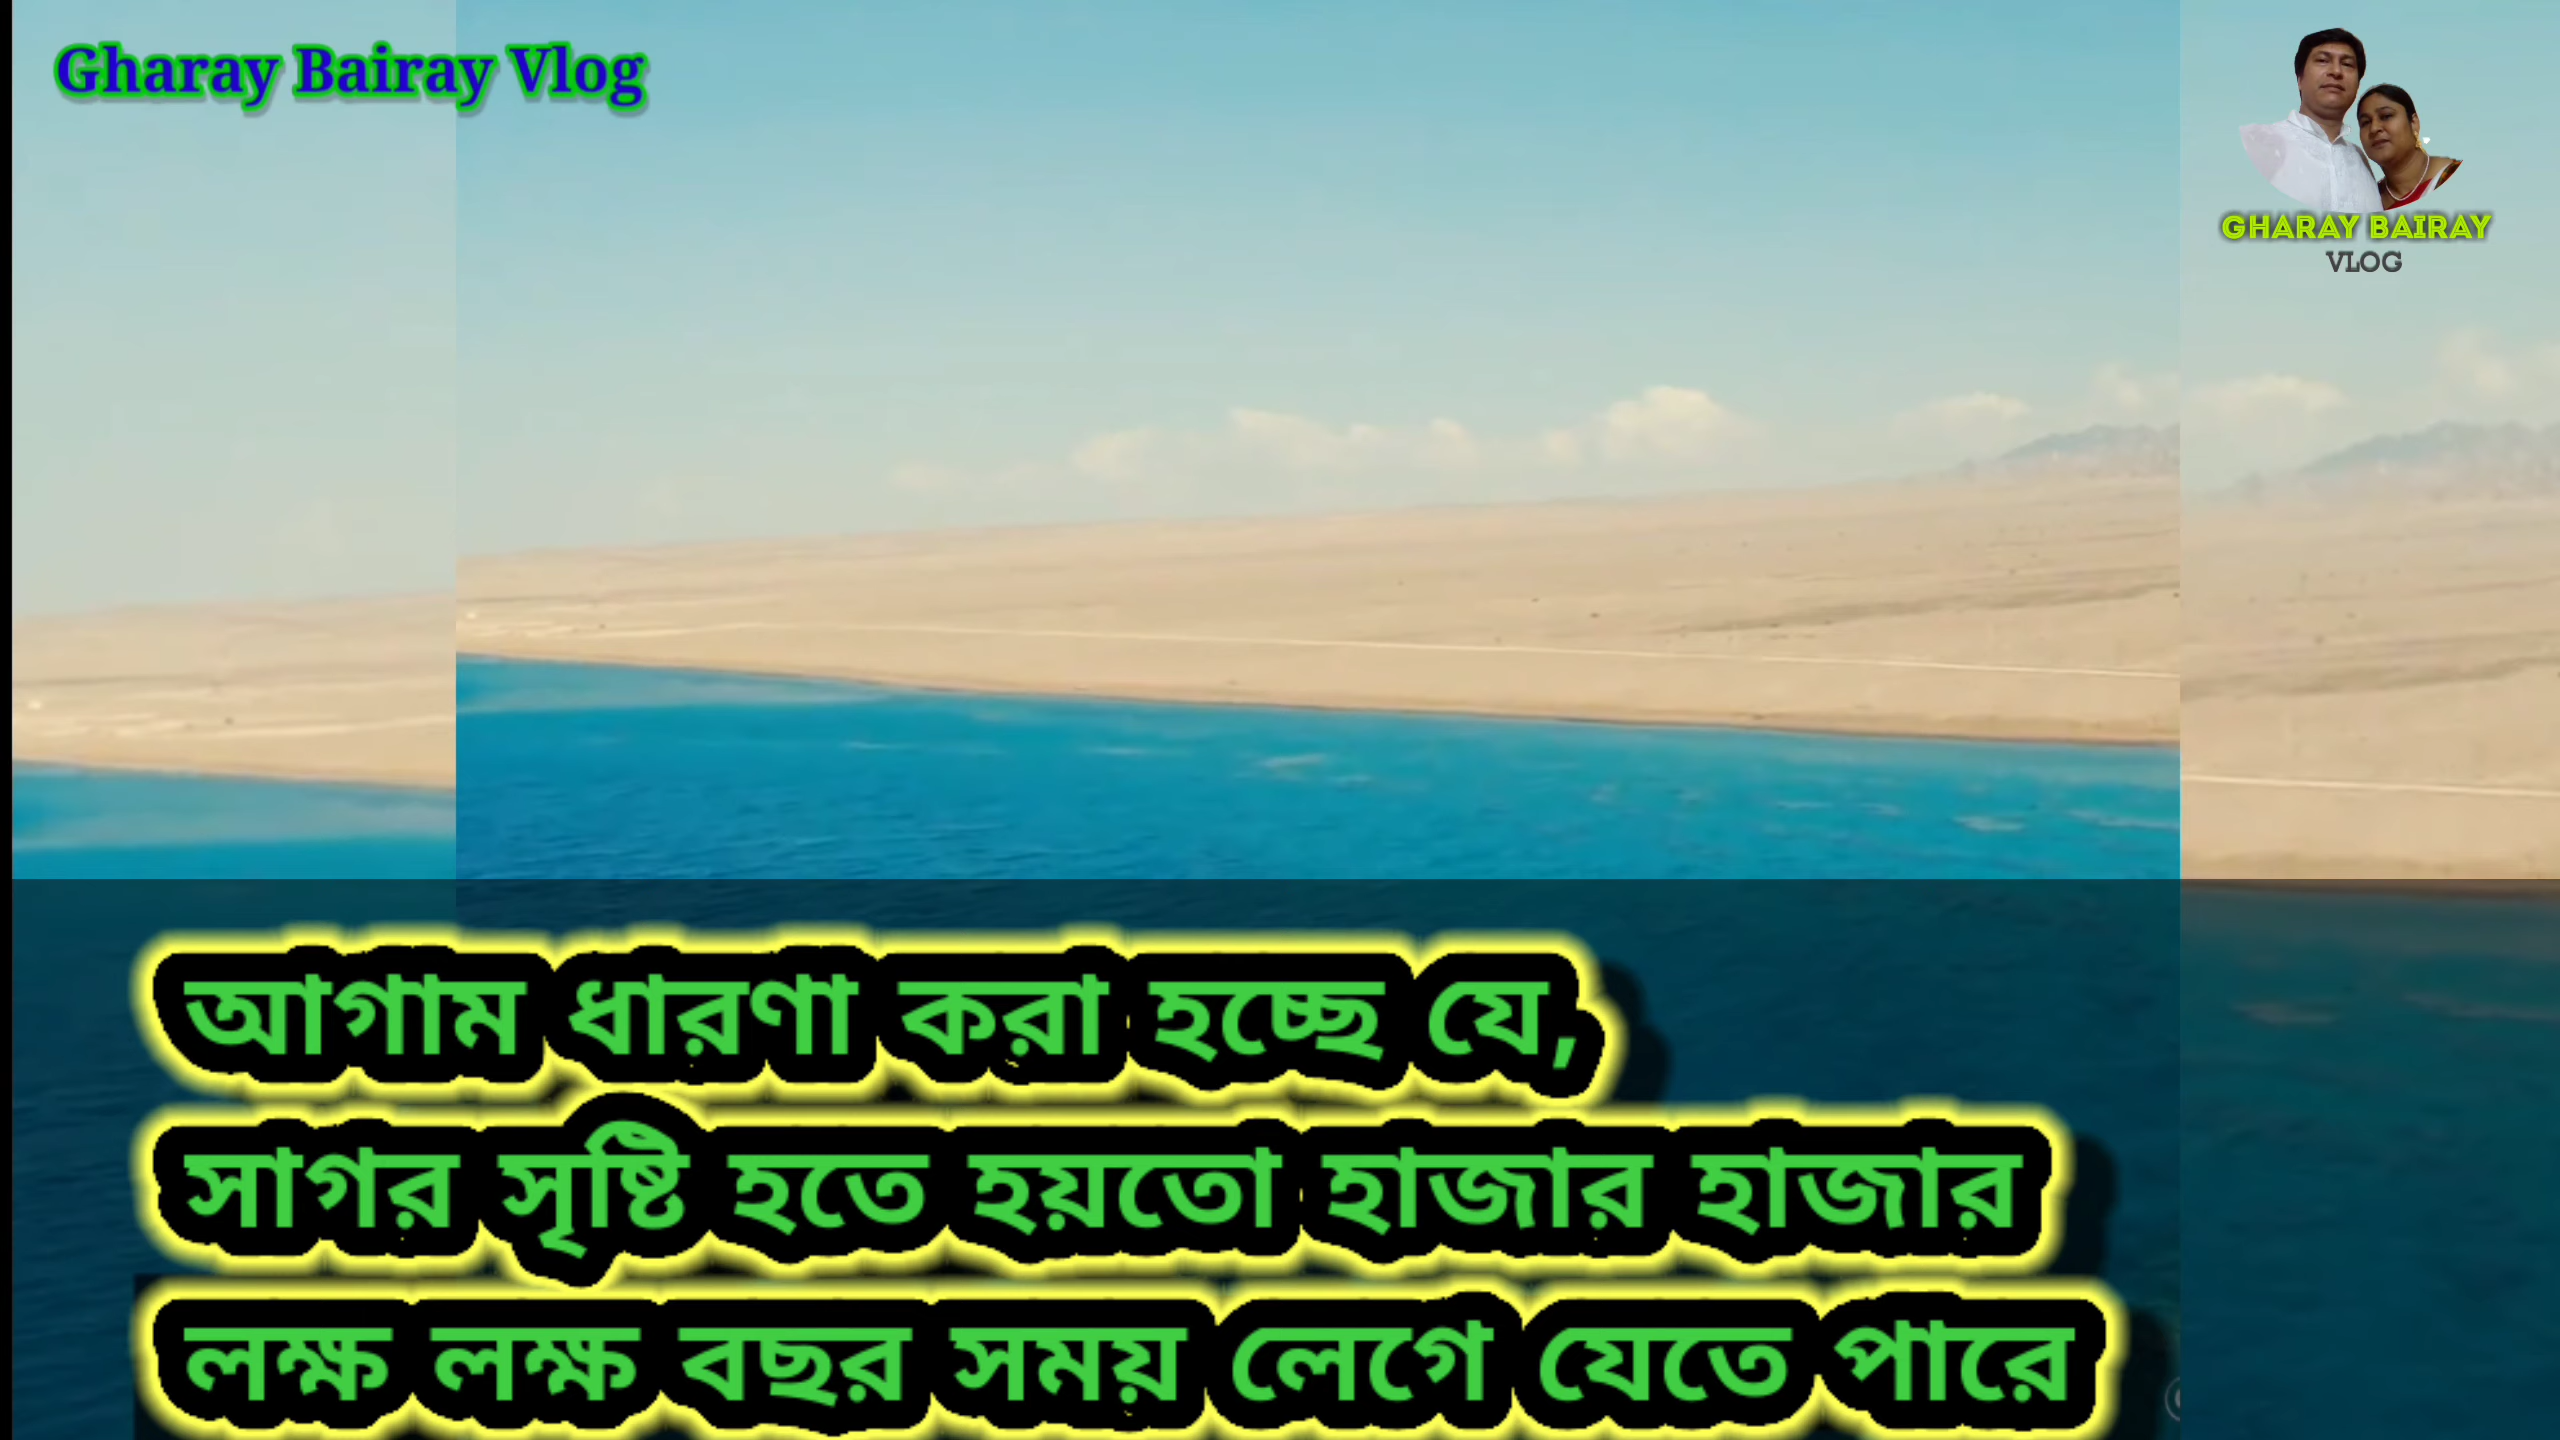 Gharay Bairay Vlog
GHARAY BAIRAY
VLOG
আগাম ধারণা করা হচ্ছে যে,
সাগর সৃষ্টি হতে হয়তো হাজার হাজার
লক্ষ লক্ষ বছর সময় লেগে যেতে পারে